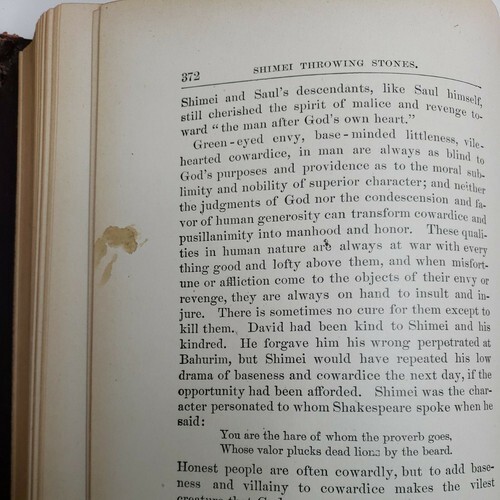 372 SHIMEI THROWING STONES.
Shimei and Saul's descendants, like Saul himself,
still cherished the spirit of malice and revenge to-
ward "the man after God's own heart."
Green-eyed envy, base-minded littleness, vile-
hearted cowardice, in man are always as blind to
God's purposes and providence as to the moral sub-
limity and nobility of superior character; and neither
the judgments of God nor the condescension and fa-
vor of human generosity can transform cowardice and
pusillanimity into manhood and honor. These quali-
ties in human nature are always at war with every
thing good and lofty above them, and when misfort-
une or affliction come to the objects of their envy or
revenge, they are always on hand to insult and in-
jure. There is sometimes no cure for them except to
kill them. David had been kind to Shimei and his
kindred. He forgave him his wrong perpetrated at
Bahurim, but Shimei would have repeated his low
drama of baseness and cowardice the next day, if the
opportunity had been afforded. Shimei was the char-
acter personated to whom Shakespeare spoke when he
said:
You are the hare of whom the proverb goes,
Whose valor plucks dead lions by the beard.
Honest people are often cowardly, but to add base-
ness and villainy to cowardice makes the vilest